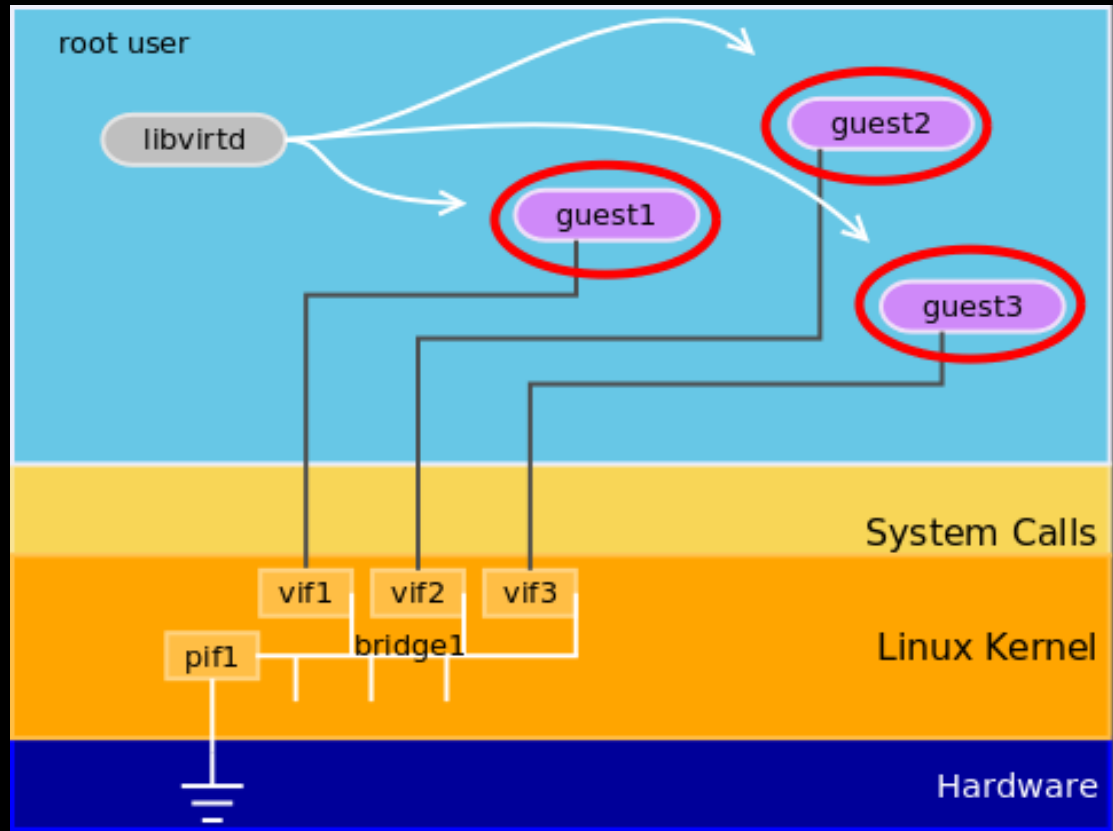 root user
libvirtd
guest2
guest1
guest3
System Calls
vif1
vif2
vif3
bridge1
pif1
Linux Kernel
Hardware